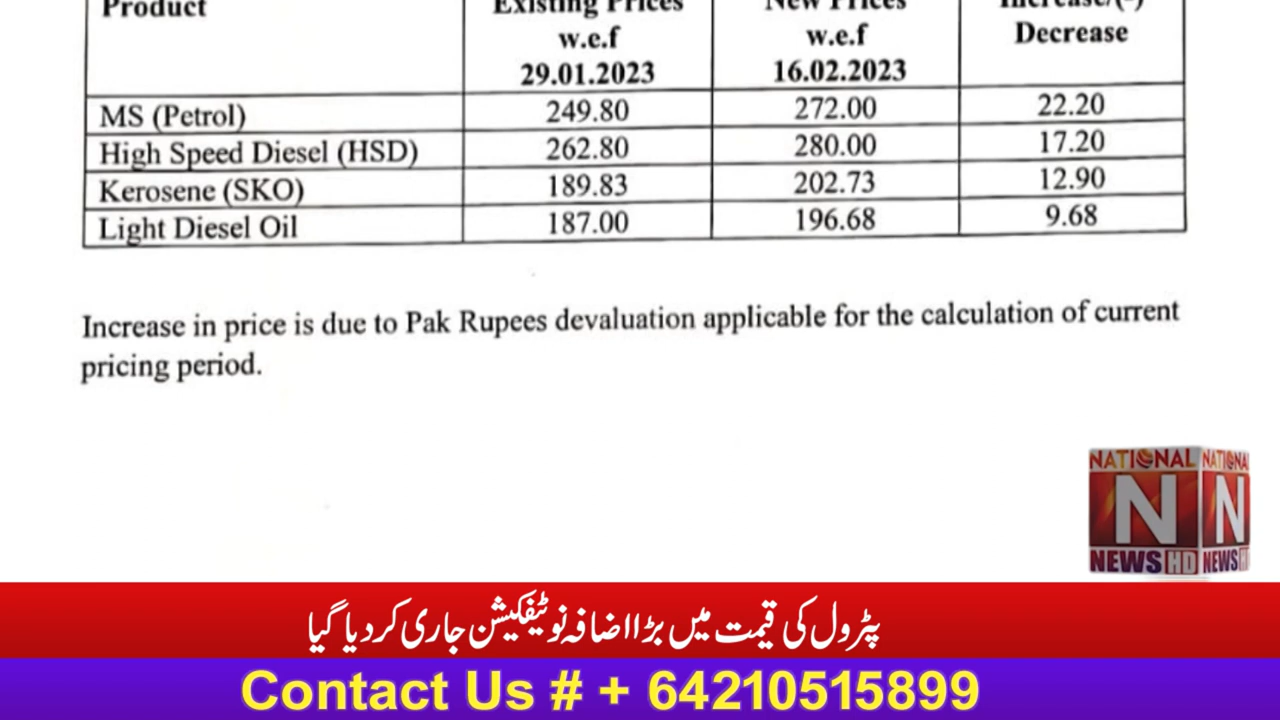 Product Existing Prices New Prices Increase/(-)
w.e.f w.e.f Decrease
29.01.2023 16.02.2023
MS (Petrol) 249.80 272.00 22.20
High Speed Diesel (HSD) 262.80 280.00 17.20
Kerosene (SKO) 189.83 202.73 12.90
Light Diesel Oil 187.00 196.68 9.68
Increase in price is due to Pak Rupees devaluation applicable for the calculation of current
pricing period.
NATIONAL NATIONAL
N N
NEWS HD NEWS H
پٹرول کی قیمت میں بڑا اضافہ نوٹیفکیشن جاری کر دیا گیا
Contact Us # + 64210515899